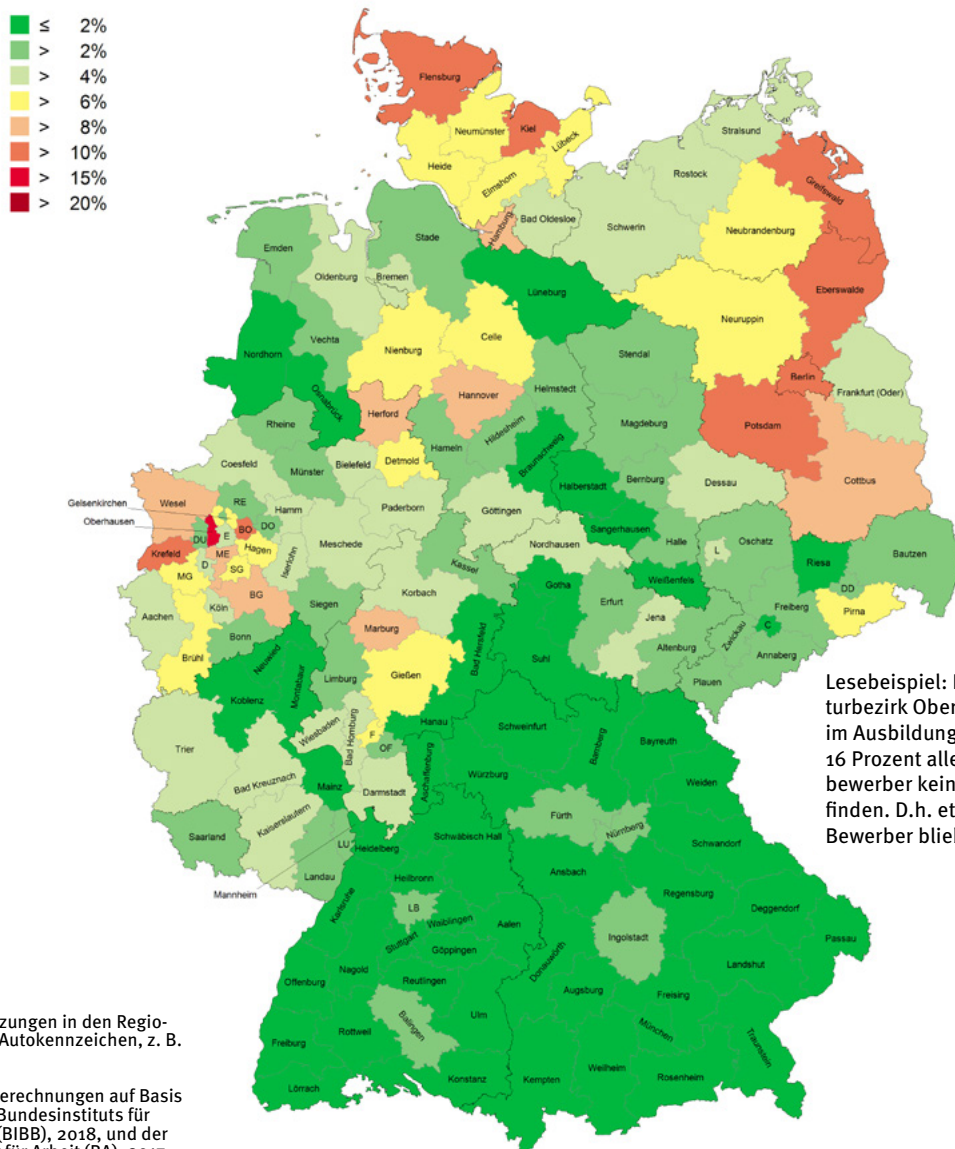 ≤ 2%
> 2%
> 4%
> 6%
> 8%
> 10%
> 15%
> 20%
Flensburg
Kiel
Neumünster
Lübeck
Heide
Elmshorn
Hamburg
Bad Oldesloe
Stralsund
Rostock
Greifswald
Schwerin
Neubrandenburg
Emden
Stade
Oldenburg
Bremen
Lüneburg
Eberswalde
Neuruppin
Vechta
Nienburg
Celle
Nordhorn
Stendal
Osnabrück
Berlin
Frankfurt (Oder)
Herford
Hannover
Helmstedt
Potsdam
Rheine
Hameln
Hildesheim
Braunschweig
Magdeburg
Münster
Bielefeld
Detmold
Coesfeld
Halberstadt
Bernburg
Dessau
Cottbus
Gelsenkirchen
Wesel
RE
Hamm
Paderborn
Göttingen
Sangerhausen
Oberhausen
DU
E
BO
DO
Halle
Oschatz
L
Riesa
Bautzen
Krefeld
D
ME
Hagen
Iserlohn
Meschede
Nordhausen
MG
SG
Kassel
Weißenfels
DD
Aachen
Köln
BG
Korbach
Gotha
Erfurt
Jena
Freiberg
Pirna
Siegen
Marburg
Bonn
Altenburg
Zwickau
C
Annaberg
Brühl
Neuwied
Montabaur
Limburg
Gießen
Bad Hersfeld
Suhl
Plauen
Koblenz
Trier
Wiesbaden
Bad Homburg
F
Hanau
OF
Schweinfurt
Bamberg
Bayreuth
Bad Kreuznach
Mainz
Darmstadt
Aschaffenburg
Würzburg
Weiden
Kaiserslautern
Saarland
LU
Landau
Mannheim
Heidelberg
Schwäbisch Hall
Fürth
Nürnberg
Schwandorf
Heilbronn
Ansbach
Karlsruhe
LB
Regensburg
Stuttgart
Waiblingen
Aalen
Deggendorf
Göppingen
Ingolstadt
Passau
Nagold
Donauwörth
Landshut
Offenburg
Reutlingen
Augsburg
Freising
Rottweil
Balingen
Ulm
München
Traunstein
Freiburg
Weilheim
Lörrach
Konstanz
Kempten
Rosenheim
turbezirk Ober
im Ausbildung
16 Prozent alle
bewerber kein
finden. D.h. et
Bewerber blie
Lesebeispiel:
zungen in den Regio-
Autokennzeichen, z. B.
erechnungen auf Basis
Bundesinstituts für
(BIBB), 2018, und der